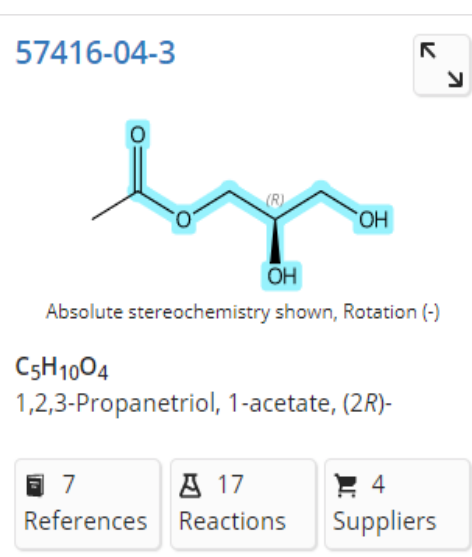 57416-04-3
O
(R)
O
OH
OH
Absolute stereochemistry shown, Rotation (-)
C₅H₁₀O₄
1,2,3-Propanetriol, 1-acetate, (2R)-
7 17 4
References Reactions Suppliers